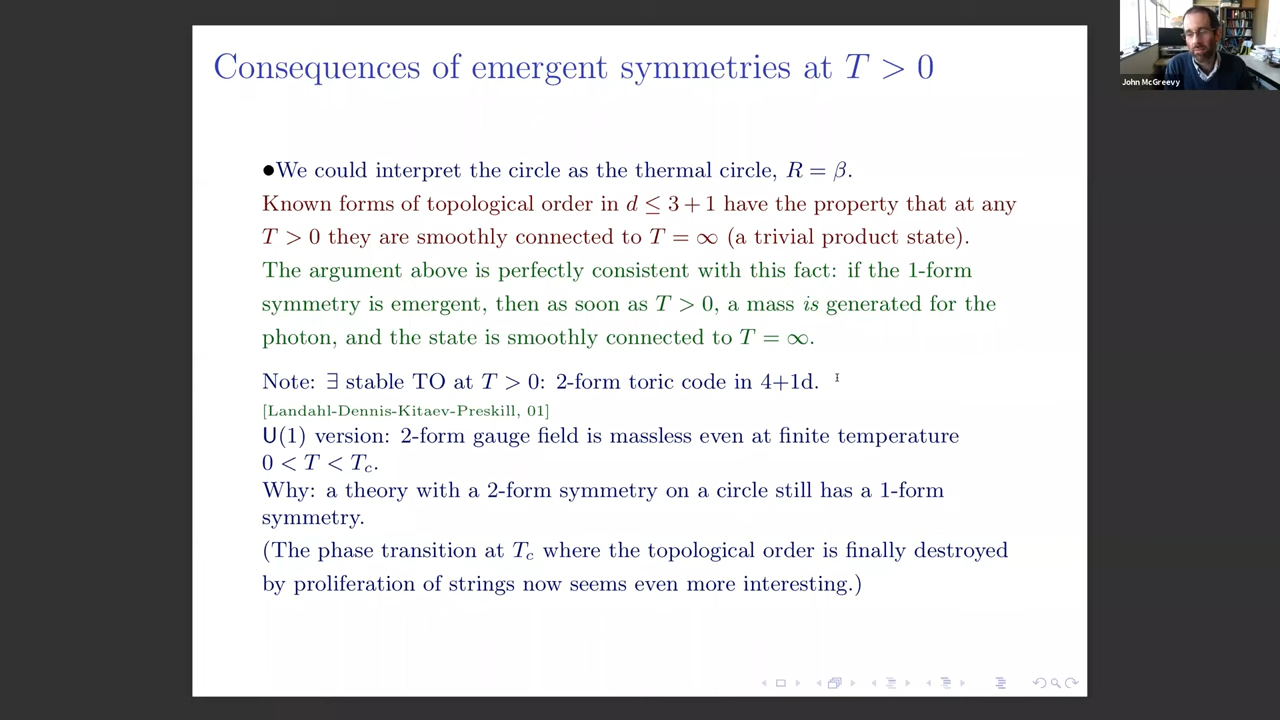 Consequences of emergent symmetries at T > 0
John McGreevy
●We could interpret the circle as the thermal circle, R = β.
Known forms of topological order in d ≤ 3 + 1 have the property that at any
T > 0 they are smoothly connected to T = ∞ (a trivial product state).
The argument above is perfectly consistent with this fact: if the 1-form
symmetry is emergent, then as soon as T > 0, a mass is generated for the
photon, and the state is smoothly connected to T = ∞.
Note: ∃ stable TO at T > 0: 2-form toric code in 4+1d.
[Landahl-Dennis-Kitaev-Preskill, 01]
U(1) version: 2-form gauge field is massless even at finite temperature
0 < T < T_c.
Why: a theory with a 2-form symmetry on a circle still has a 1-form
symmetry.
(The phase transition at T_c where the topological order is finally destroyed
by proliferation of strings now seems even more interesting.)